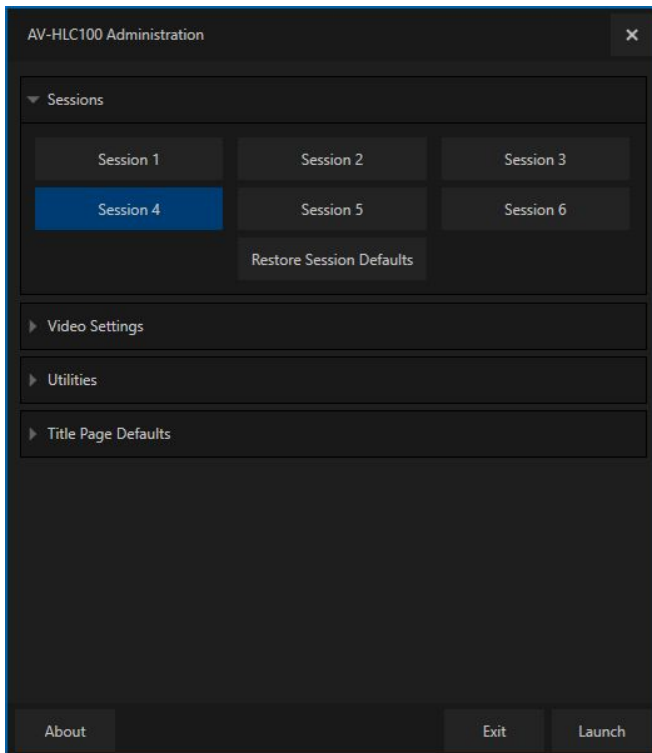 AV-HLC100 Administration
Sessions
Session 1 Session 2 Session 3
Session 4 Session 5 Session 6
Restore Session Defaults
Video Settings
Utilities
Title Page Defaults
About Exit Launch